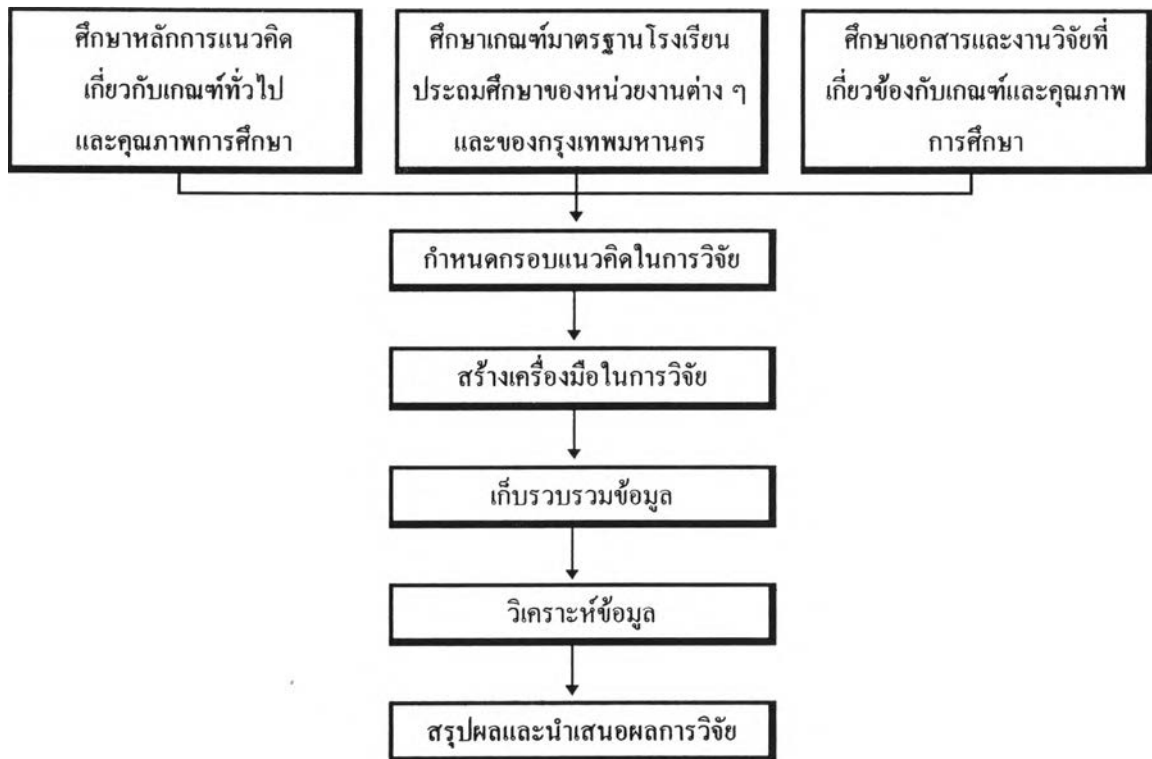 ศึกษาหลักการแนวคิด
เกี่ยวกับเกณฑ์ทั่วไป
และคุณภาพการศึกษา
ศึกษาเกณฑ์มาตรฐานโรงเรียน
ประถมศึกษาของหน่วยงานต่าง ๆ
และของกรุงเทพมหานคร
ศึกษาเอกสารและงานวิจัยที่
เกี่ยวข้องกับเกณฑ์และคุณภาพ
การศึกษา
กำหนดกรอบแนวคิดในการวิจัย
สร้างเครื่องมือในการวิจัย
เก็บรวบรวมข้อมูล
วิเคราะห์ข้อมูล
สรุปผลและนำเสนอผลการวิจัย